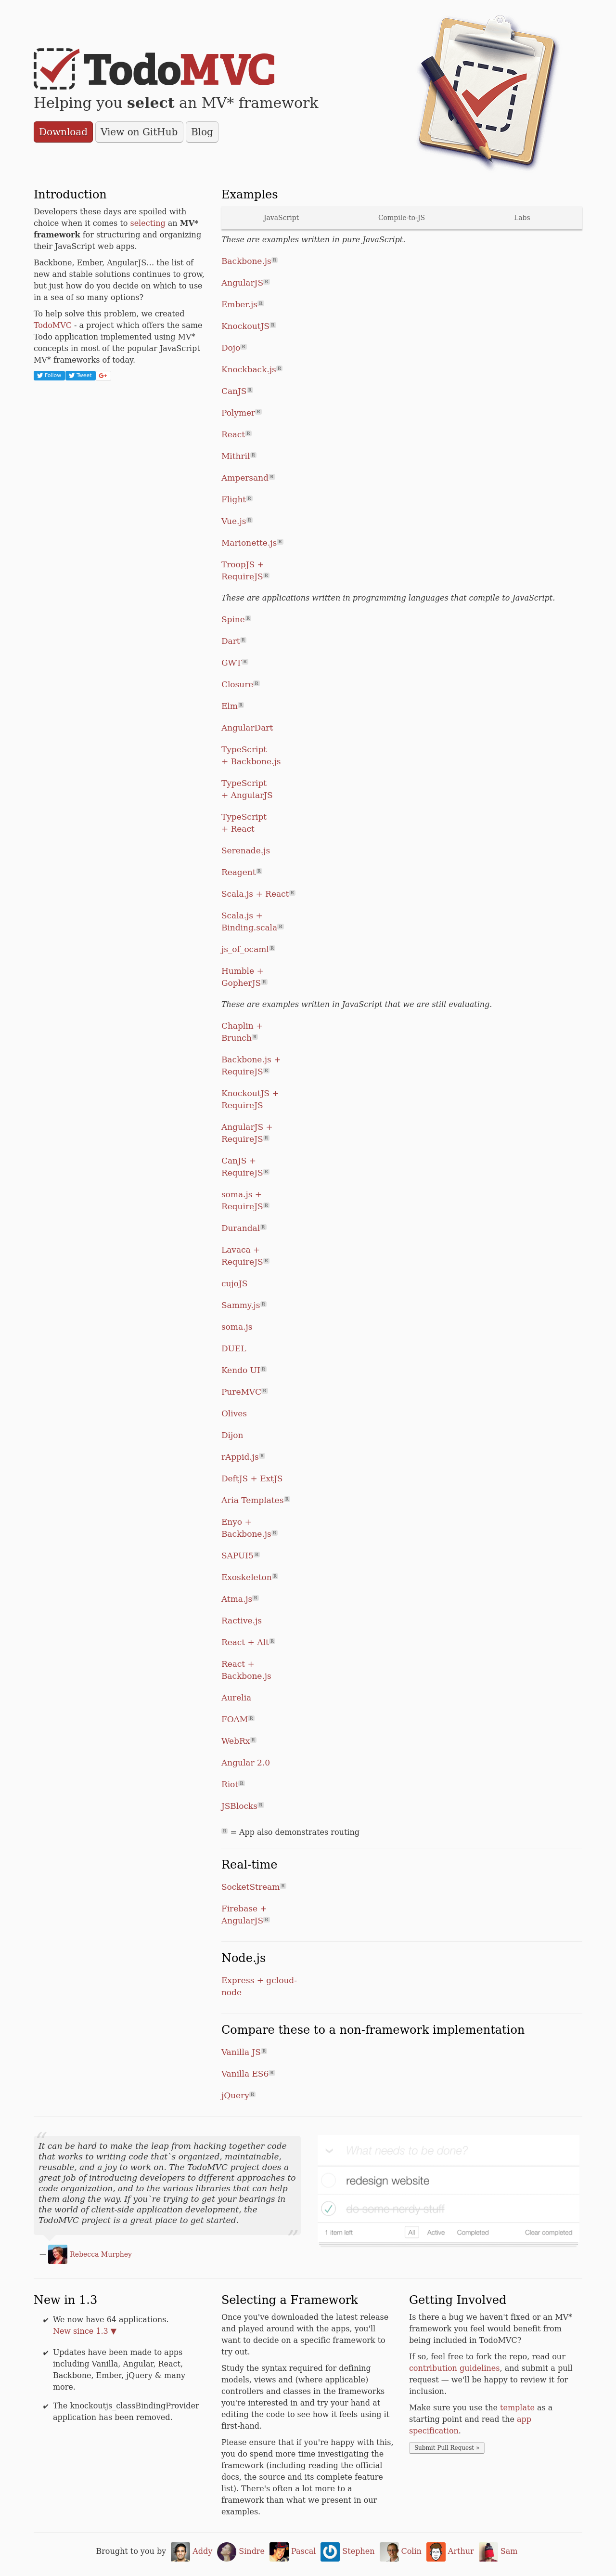 TodoMVC
Helping you select an MV* framework
Download
View on GitHub
Blog
Introduction
Developers these days are spoiled with
choice when it comes to selecting an MV*
framework for structuring and organizing
their JavaScript web apps.
Backbone, Ember, AngularJS... the list of
new and stable solutions continues to grow,
but just how do you decide on which to use
in a sea of so many options?
To help solve this problem, we created
TodoMVC - a project which offers the same
Todo application implemented using MV*
concepts in most of the popular JavaScript
MV* frameworks of today.
Follow
Tweet
G+
Examples
JavaScript
Compile-to-JS
Labs
These are examples written in pure JavaScript.
Backbone.js R
AngularJS R
Ember.js R
KnockoutJS R
Dojo R
Knockback.js R
CanJS R
Polymer R
React R
Mithril R
Ampersand R
Flight R
Vue.js R
Marionette.js R
TroopJS +
RequireJS R
These are applications written in programming languages that compile to JavaScript.
Spine R
Dart R
GWT R
Closure R
Elm R
AngularDart
TypeScript
+ Backbone.js
TypeScript
+ AngularJS
TypeScript
+ React
Serenade.js
Reagent R
Scala.js + React R
Scala.js +
Binding.scala R
js_of_ocaml R
Humble +
GopherJS R
These are examples written in JavaScript that we are still evaluating.
Chaplin +
Brunch R
Backbone.js +
RequireJS R
KnockoutJS +
RequireJS
AngularJS +
RequireJS R
CanJS +
RequireJS R
soma.js +
RequireJS R
Durandal R
Lavaca +
RequireJS R
cujoJS
Sammy.js R
soma.js
DUEL
Kendo UI R
PureMVC R
Olives
Dijon
rAppid.js R
DeftJS + ExtJS
Aria Templates R
Enyo +
Backbone.js R
SAPUI5 R
Exoskeleton R
Atma.js R
Ractive.js
React + Alt R
React +
Backbone.js
Aurelia
FOAM R
WebRx R
Angular 2.0
Riot R
JSBlocks R
R = App also demonstrates routing
Real-time
SocketStream R
Firebase +
AngularJS R
Node.js
Express + gcloud-
node
Compare these to a non-framework implementation
Vanilla JS R
Vanilla ES6 R
jQuery R
“
It can be hard to make the leap from hacking together code
that works to writing code that`s organized, maintainable,
reusable, and a joy to work on. The TodoMVC project does a
great job of introducing developers to different approaches to
code organization, and to the various libraries that can help
them along the way. If you`re trying to get your bearings in
the world of client-side application development, the
TodoMVC project is a great place to get started.
”
— Rebecca Murphey
What needs to be done?
redesign website
do some nerdy stuff
1 item left
All
Active
Completed
Clear completed
New in 1.3
✔ We now have 64 applications.
New since 1.3 ▼
✔ Updates have been made to apps
including Vanilla, Angular, React,
Backbone, Ember, jQuery & many
more.
✔ The knockoutjs_classBindingProvider
application has been removed.
Selecting a Framework
Once you've downloaded the latest release
and played around with the apps, you'll
want to decide on a specific framework to
try out.
Study the syntax required for defining
models, views and (where applicable)
controllers and classes in the frameworks
you're interested in and try your hand at
editing the code to see how it feels using it
first-hand.
Please ensure that if you're happy with this,
you do spend more time investigating the
framework (including reading the official
docs, the source and its complete feature
list). There's often a lot more to a
framework than what we present in our
examples.
Getting Involved
Is there a bug we haven't fixed or an MV*
framework you feel would benefit from
being included in TodoMVC?
If so, feel free to fork the repo, read our
contribution guidelines, and submit a pull
request — we'll be happy to review it for
inclusion.
Make sure you use the template as a
starting point and read the app
specification.
Submit Pull Request »
Brought to you by Addy Sindre Pascal Stephen Colin Arthur Sam